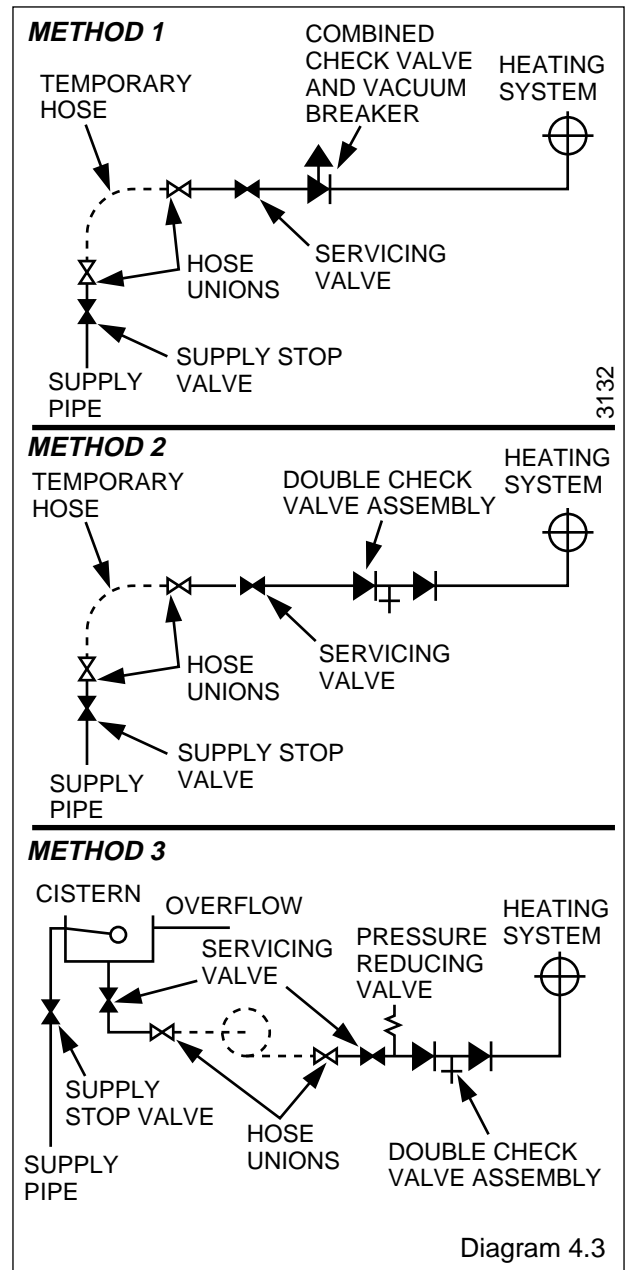 METHOD 1
COMBINED
CHECK VALVE
AND VACUUM
BREAKER
HEATING
SYSTEM
TEMPORARY
HOSE
HOSE
UNIONS
SERVICING
VALVE
SUPPLY STOP
VALVE
SUPPLY
PIPE
3132
METHOD 2
TEMPORARY
HOSE
DOUBLE CHECK
VALVE ASSEMBLY
HEATING
SYSTEM
HOSE
UNIONS
SERVICING
VALVE
SUPPLY STOP
VALVE
SUPPLY
PIPE
METHOD 3
CISTERN
OVERFLOW
SERVICING
VALVE
PRESSURE
REDUCING
VALVE
HEATING
SYSTEM
SUPPLY
STOP VALVE
HOSE
UNIONS
DOUBLE CHECK
VALVE ASSEMBLY
SUPPLY
PIPE
Diagram 4.3